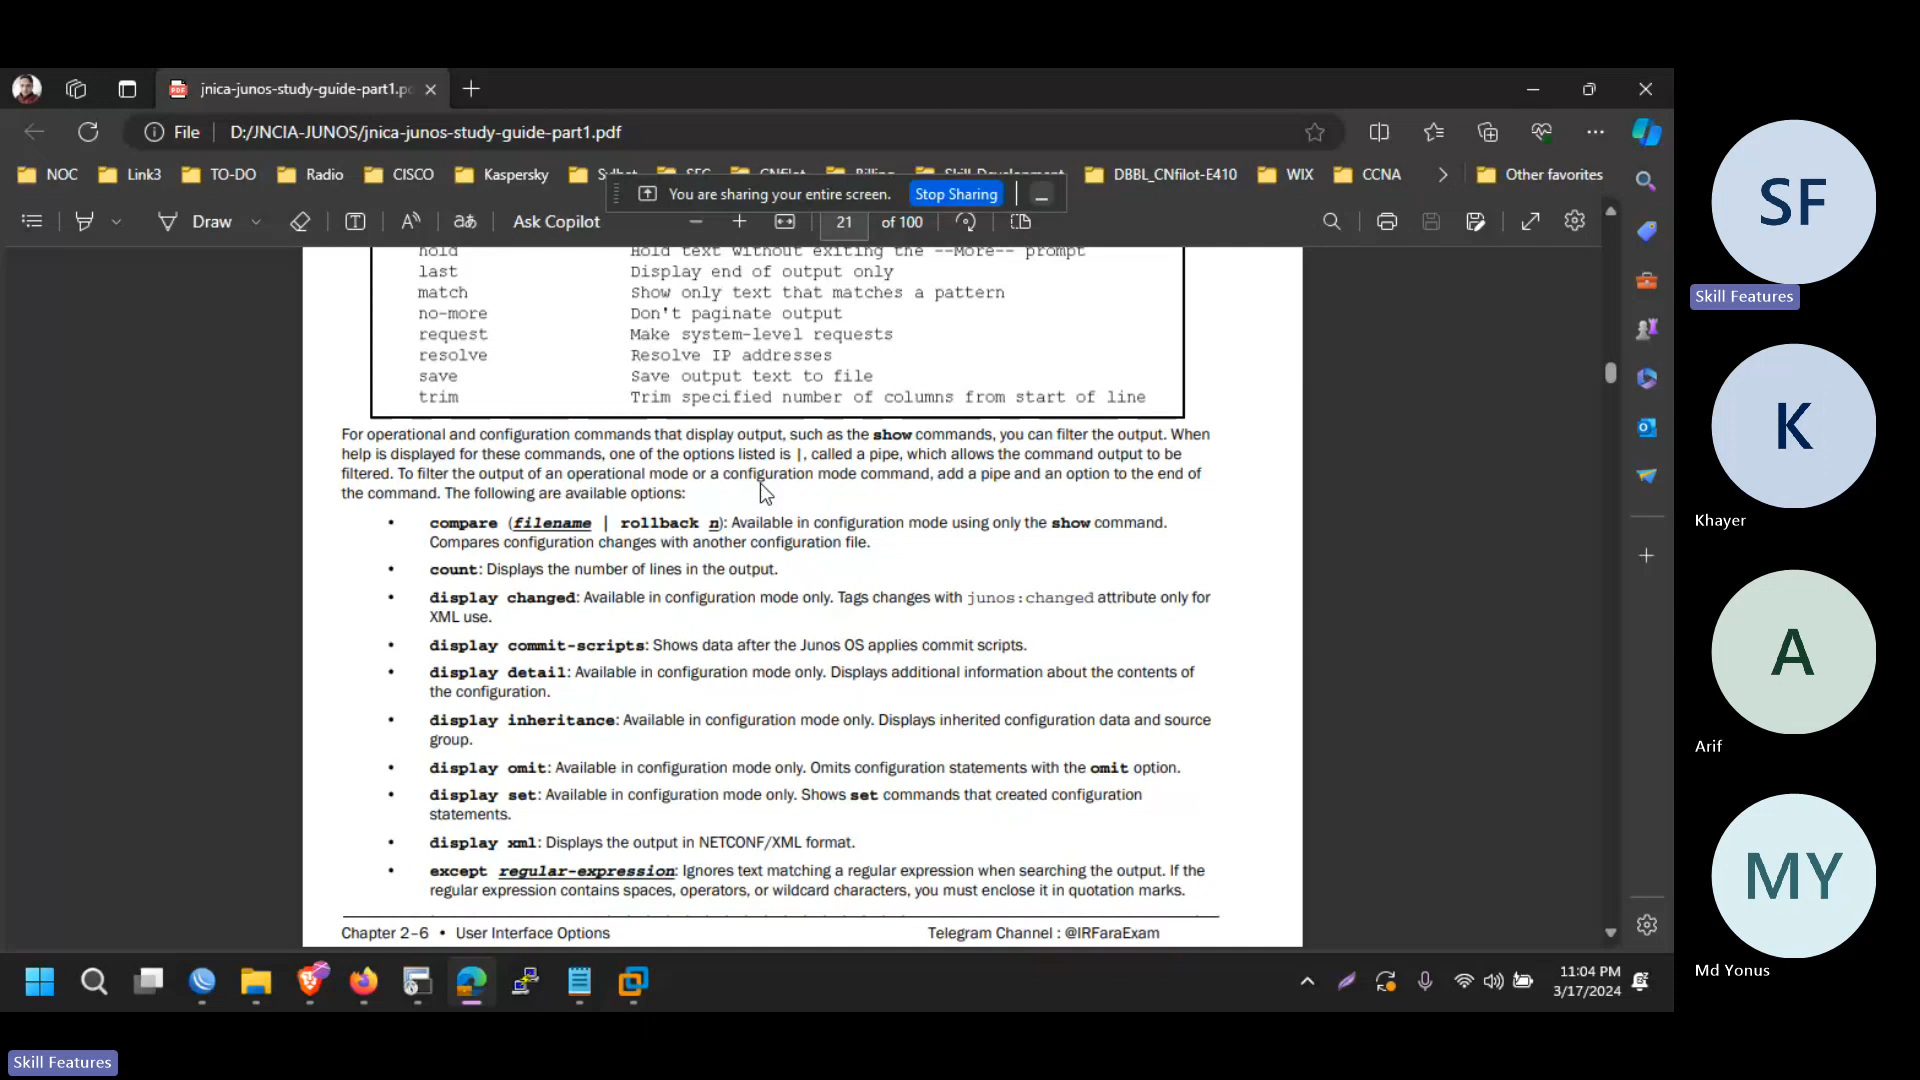 jnica-junos-study-guide-part1.p
File D:/JNCIA-JUNOS/jnica-junos-study-guide-part1.pdf
NOC Link3 TO-DO Radio CISCO Kaspersky DBBL_CNfilot-E410 WIX CCNA Other favorites
You are sharing your entire screen. Stop Sharing
Draw Ask Copilot 21 of 100
hold Hold text without exiting the --More-- prompt
last Display end of output only
match Show only text that matches a pattern
no-more Don't paginate output
request Make system-level requests
resolve Resolve IP addresses
save Save output text to file
trim Trim specified number of columns from start of line
For operational and configuration commands that display output, such as the show commands, you can filter the output. When
help is displayed for these commands, one of the options listed is |, called a pipe, which allows the command output to be
filtered. To filter the output of an operational mode or a configuration mode command, add a pipe and an option to the end of
the command. The following are available options:
• compare (filename | rollback n): Available in configuration mode using only the show command.
Compares configuration changes with another configuration file.
• count: Displays the number of lines in the output.
• display changed: Available in configuration mode only. Tags changes with junos:changed attribute only for
XML use.
• display commit-scripts: Shows data after the Junos OS applies commit scripts.
• display detail: Available in configuration mode only. Displays additional information about the contents of
the configuration.
• display inheritance: Available in configuration mode only. Displays inherited configuration data and source
group.
• display omit: Available in configuration mode only. Omits configuration statements with the omit option.
• display set: Available in configuration mode only. Shows set commands that created configuration
statements.
• display xml: Displays the output in NETCONF/XML format.
• except regular-expression: Ignores text matching a regular expression when searching the output. If the
regular expression contains spaces, operators, or wildcard characters, you must enclose it in quotation marks.
Chapter 2–6 • User Interface Options Telegram Channel : @IRFaraExam
11:04 PM
3/17/2024
SF
Skill Features
K
Khayer
A
Arif
MY
Md Yonus
Skill Features